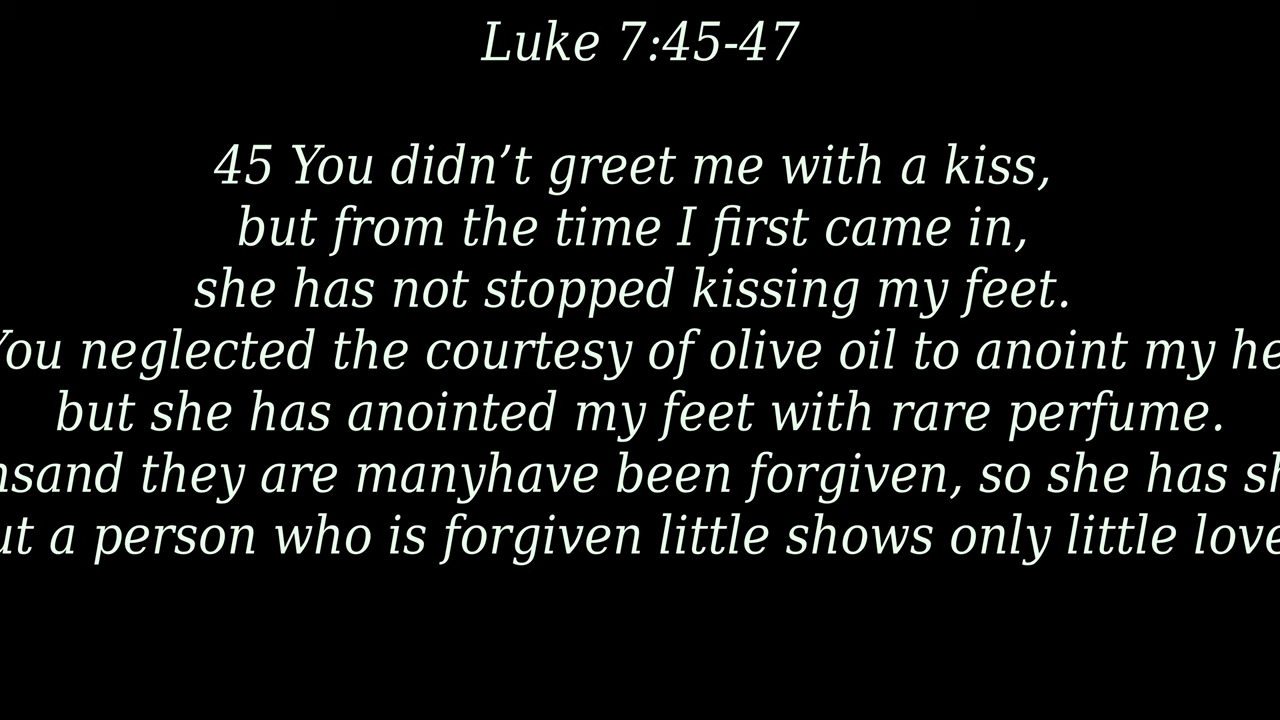 Luke 7:45-47
45 You didn’t greet me with a kiss,
but from the time I first came in,
she has not stopped kissing my feet.
You neglected the courtesy of olive oil to anoint my he
but she has anointed my feet with rare perfume.
nsand they are manyhave been forgiven, so she has sh
ut a person who is forgiven little shows only little love